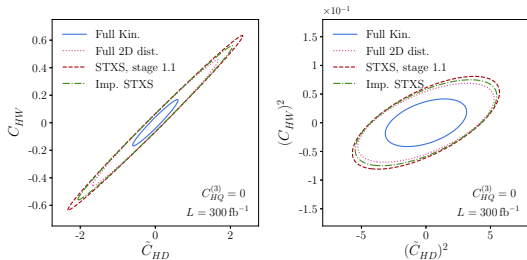 Full Kin.
Full 2D dist.
STXS, stage 1.1
Imp. STXS
0.6
0.4
0.2
0
-0.2
-0.4
-0.6
C_{HW}
C_{HQ}^{(3)} = 0
L = 300 fb^{-1}
-2
0
2
\tilde{C}_{HD}
×10^{-1}
Full Kin.
Full 2D dist.
STXS, stage 1.1
Imp. STXS
1.5
1
0.5
0
-0.5
-1
-1.5
(C_{HW})^2
C_{HQ}^{(3)} = 0
L = 300 fb^{-1}
-5
0
5
(\tilde{C}_{HD})^2